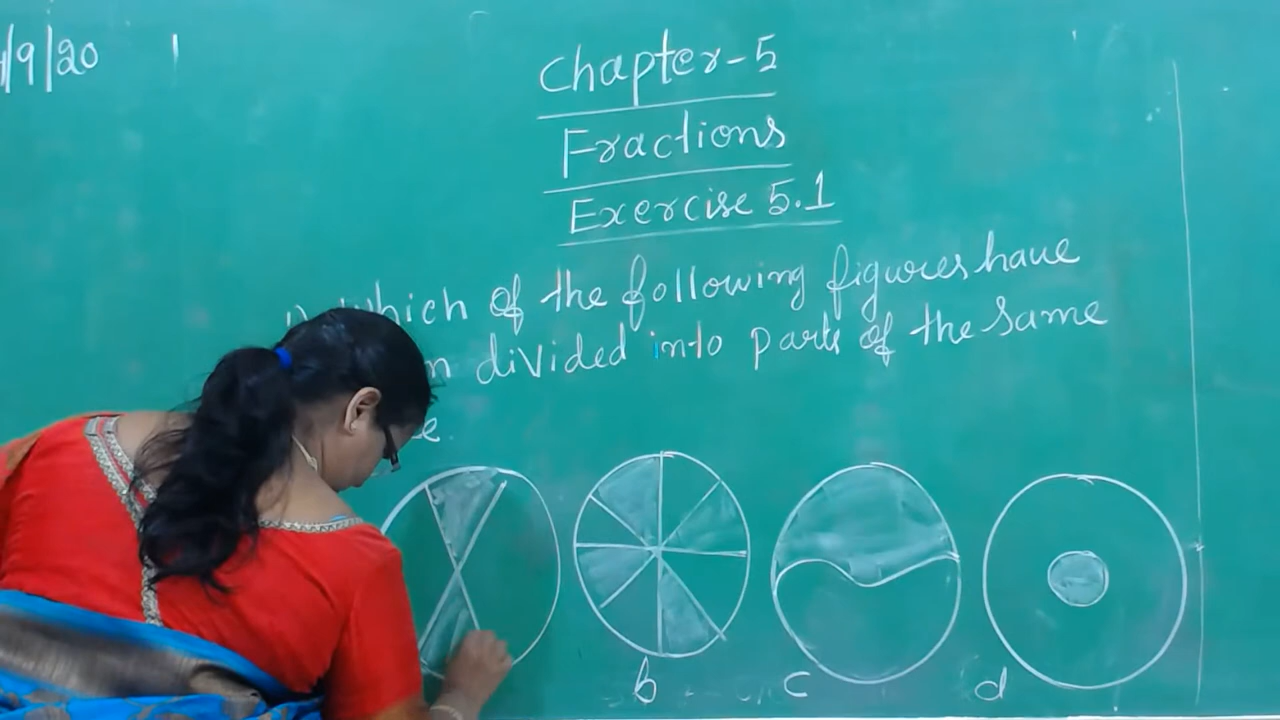 /9/20
Chapter-5
Fractions
Exercise 5.1
1) Which of the following figures have
divided into parts of the same
b c d